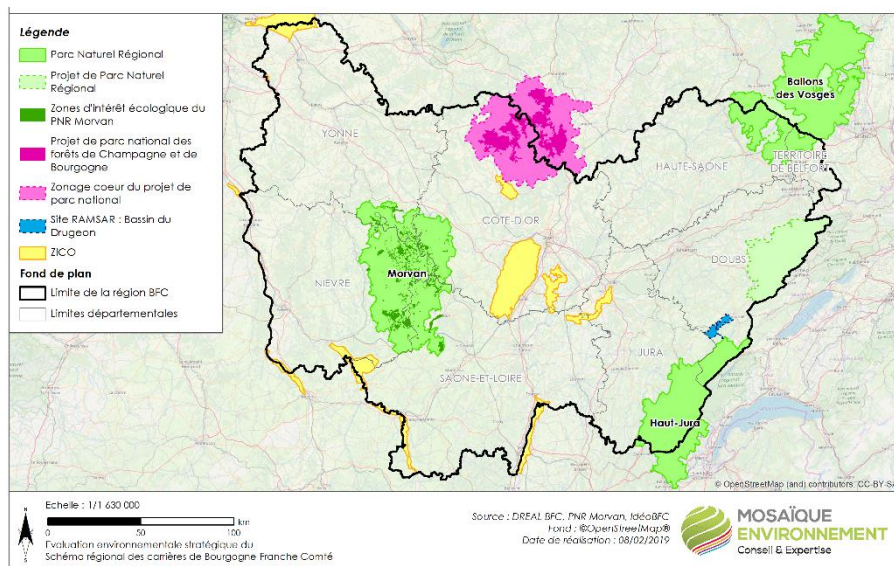 Légende
Parc Naturel Régional
Projet de Parc Naturel
Régional
Zones d'intérêt écologique du
PNR Morvan
Projet de parc national des
forêts de Champagne et de
Bourgogne
Zonage coeur du projet de
parc national
Site RAMSAR : Bassin du
Drugeon
ZICO
Fond de plan
Limite de la région BFC
Limites départementales
Ballons
des Vosges
YONNE
HAUTE-SAONE
TERRITOIRE
DE BELFORT
COTE-D'OR
DOUBS
NIEVRE
Morvan
JURA
SAONE-ET-LOIRE
Haut-Jura
© OpenStreetMap (and) contributors, CC-BY-SA
Echelle : 1/1 630 000
km
0 50 100
N
Evaluation environnementale stratégique du
Schéma régional des carrières de Bourgogne Franche Comté
Source : DREAL BFC, PNR Morvan, IdéoBFC
Fond : ©OpenStreetMap®
Date de réalisation : 08/02/2019
MOSAÏQUE
ENVIRONNEMENT
Conseil & Expertise